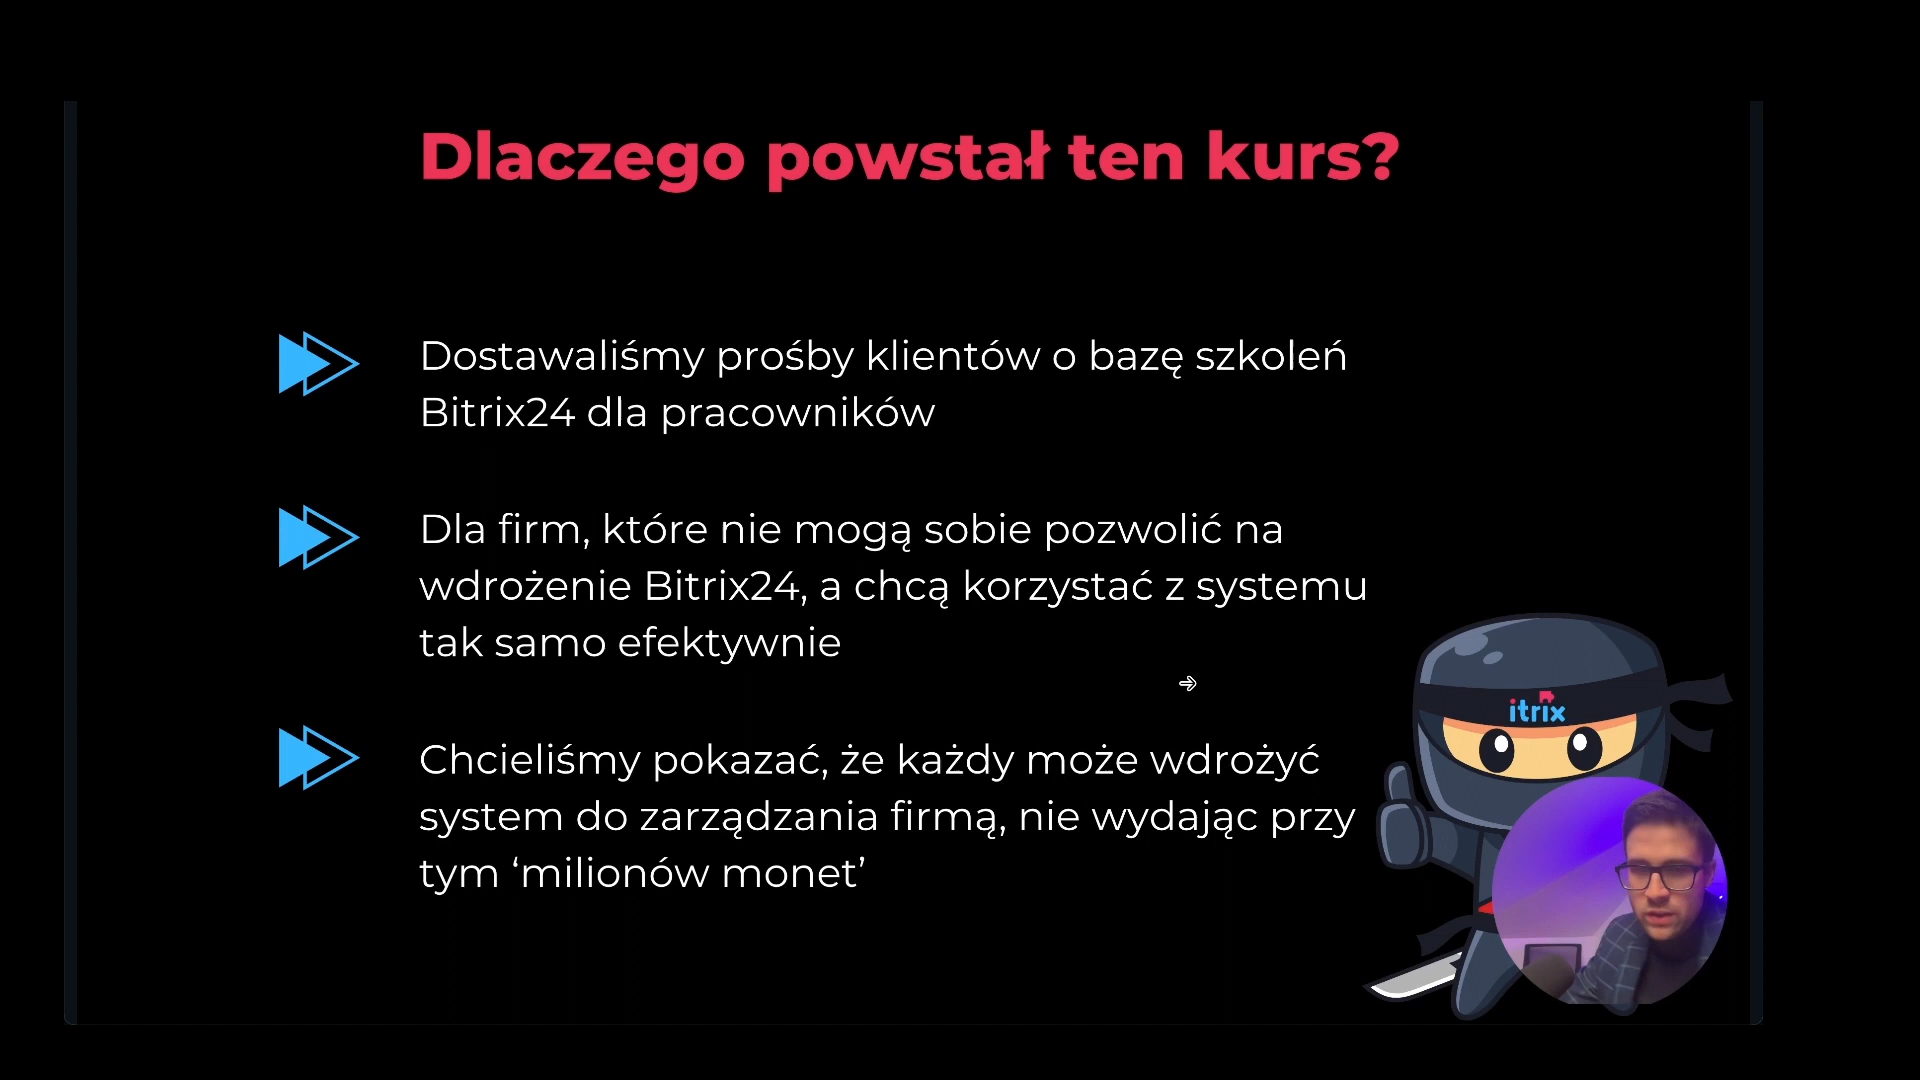 Dlaczego powstał ten kurs?
Dostawaliśmy prośby klientów o bazę szkoleń
Bitrix24 dla pracowników
Dla firm, które nie mogą sobie pozwolić na
wdrożenie Bitrix24, a chcą korzystać z systemu
tak samo efektywnie
Chcieliśmy pokazać, że każdy może wdrożyć
system do zarządzania firmą, nie wydając przy
tym ‘milionów monet’
itrix